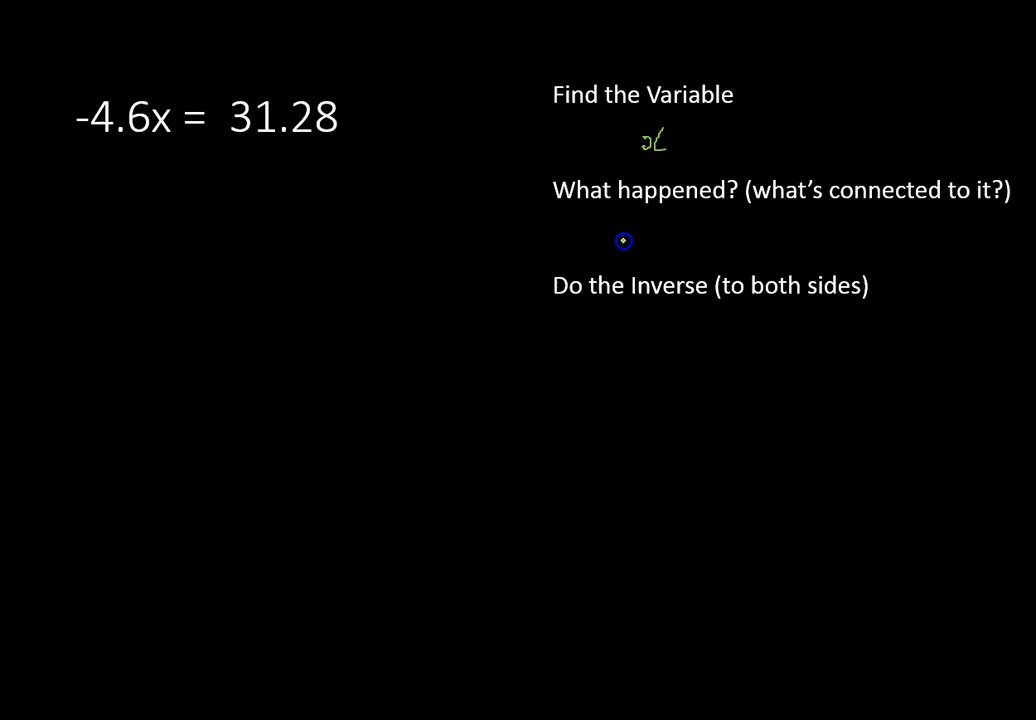 -4.6x = 31.28
Find the Variable
x
What happened? (what's connected to it?)
Do the Inverse (to both sides)